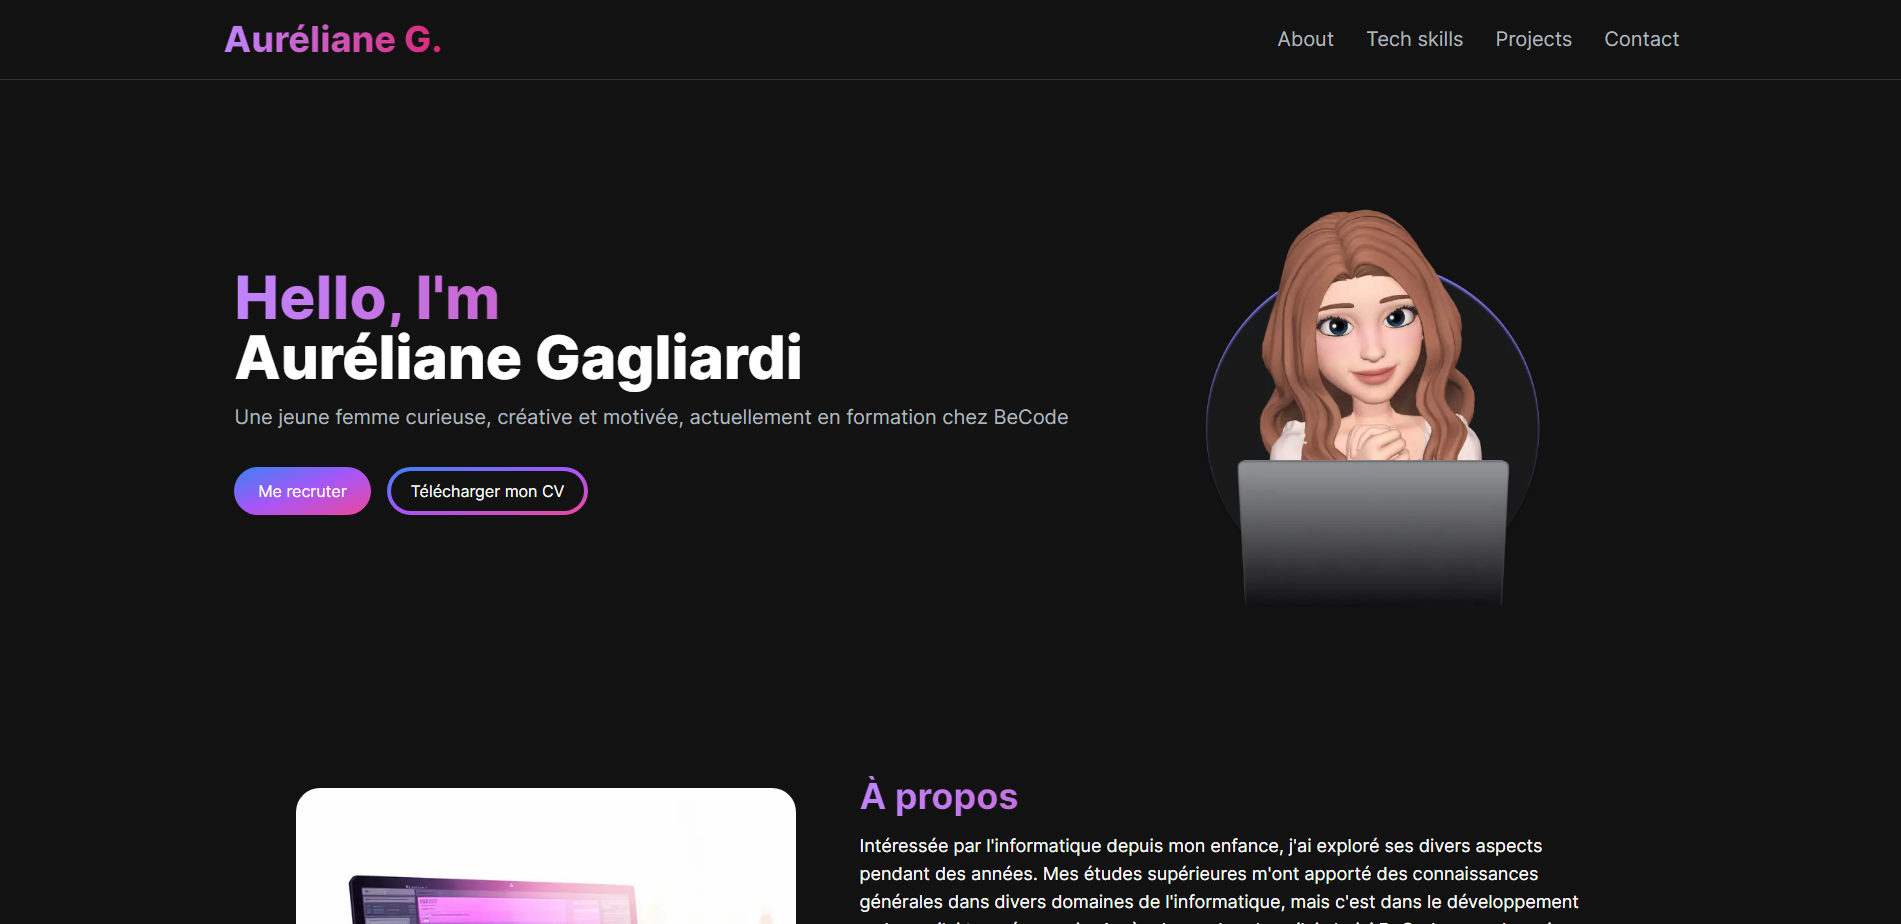 Auréliane G.
About
Tech skills
Projects
Contact
Hello, I'm
Auréliane Gagliardi
Une jeune femme curieuse, créative et motivée, actuellement en formation chez BeCode
Me recruter
Télécharger mon CV
À propos
Intéressée par l'informatique depuis mon enfance, j'ai exploré ses divers aspects
pendant des années. Mes études supérieures m'ont apporté des connaissances
générales dans divers domaines de l'informatique, mais c'est dans le développement